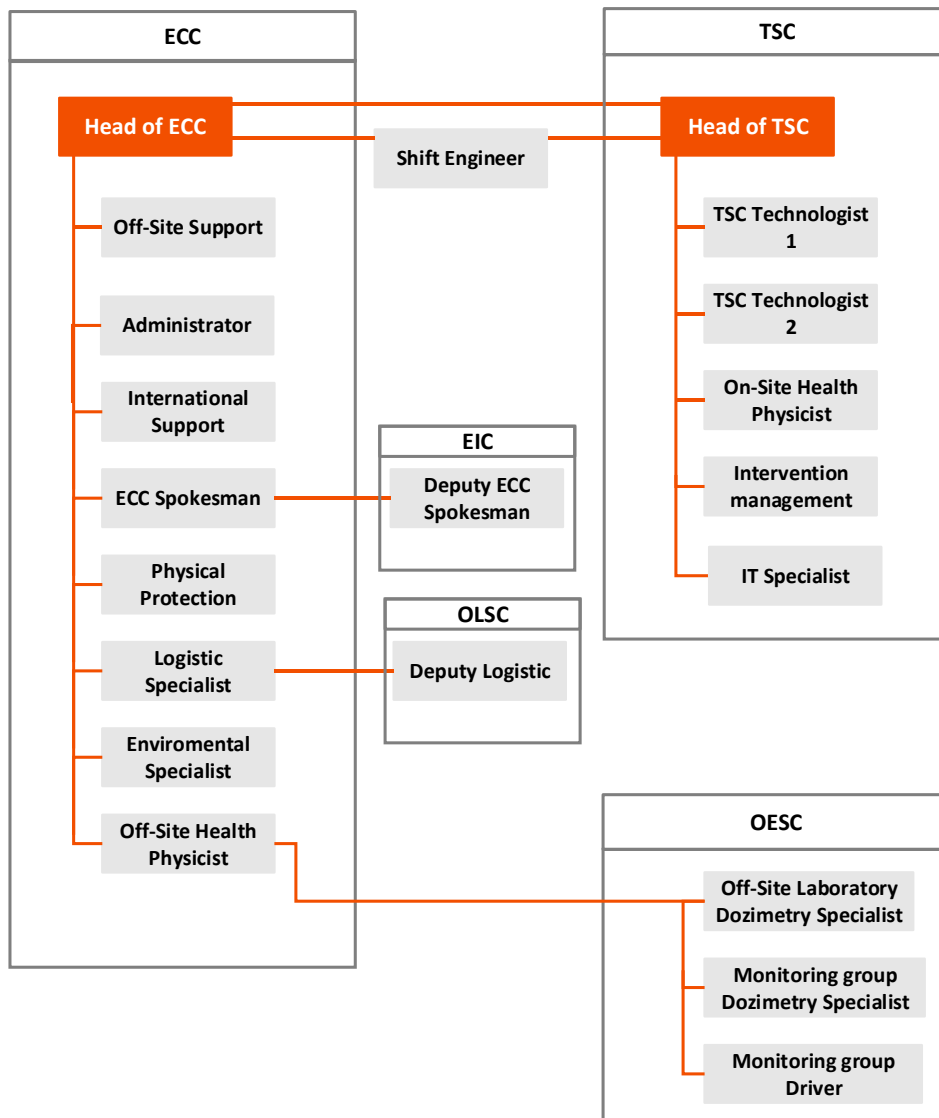 ECC
TSC
Head of ECC
Head of TSC
Shift Engineer
Off-Site Support
Administrator
International
Support
ECC Spokesman
Physical
Protection
Logistic
Specialist
Enviromental
Specialist
Off-Site Health
Physicist
EIC
Deputy ECC
Spokesman
OLSC
Deputy Logistic
TSC Technologist
1
TSC Technologist
2
On-Site Health
Physicist
Intervention
management
IT Specialist
OESC
Off-Site Laboratory
Dozimetry Specialist
Monitoring group
Dozimetry Specialist
Monitoring group
Driver